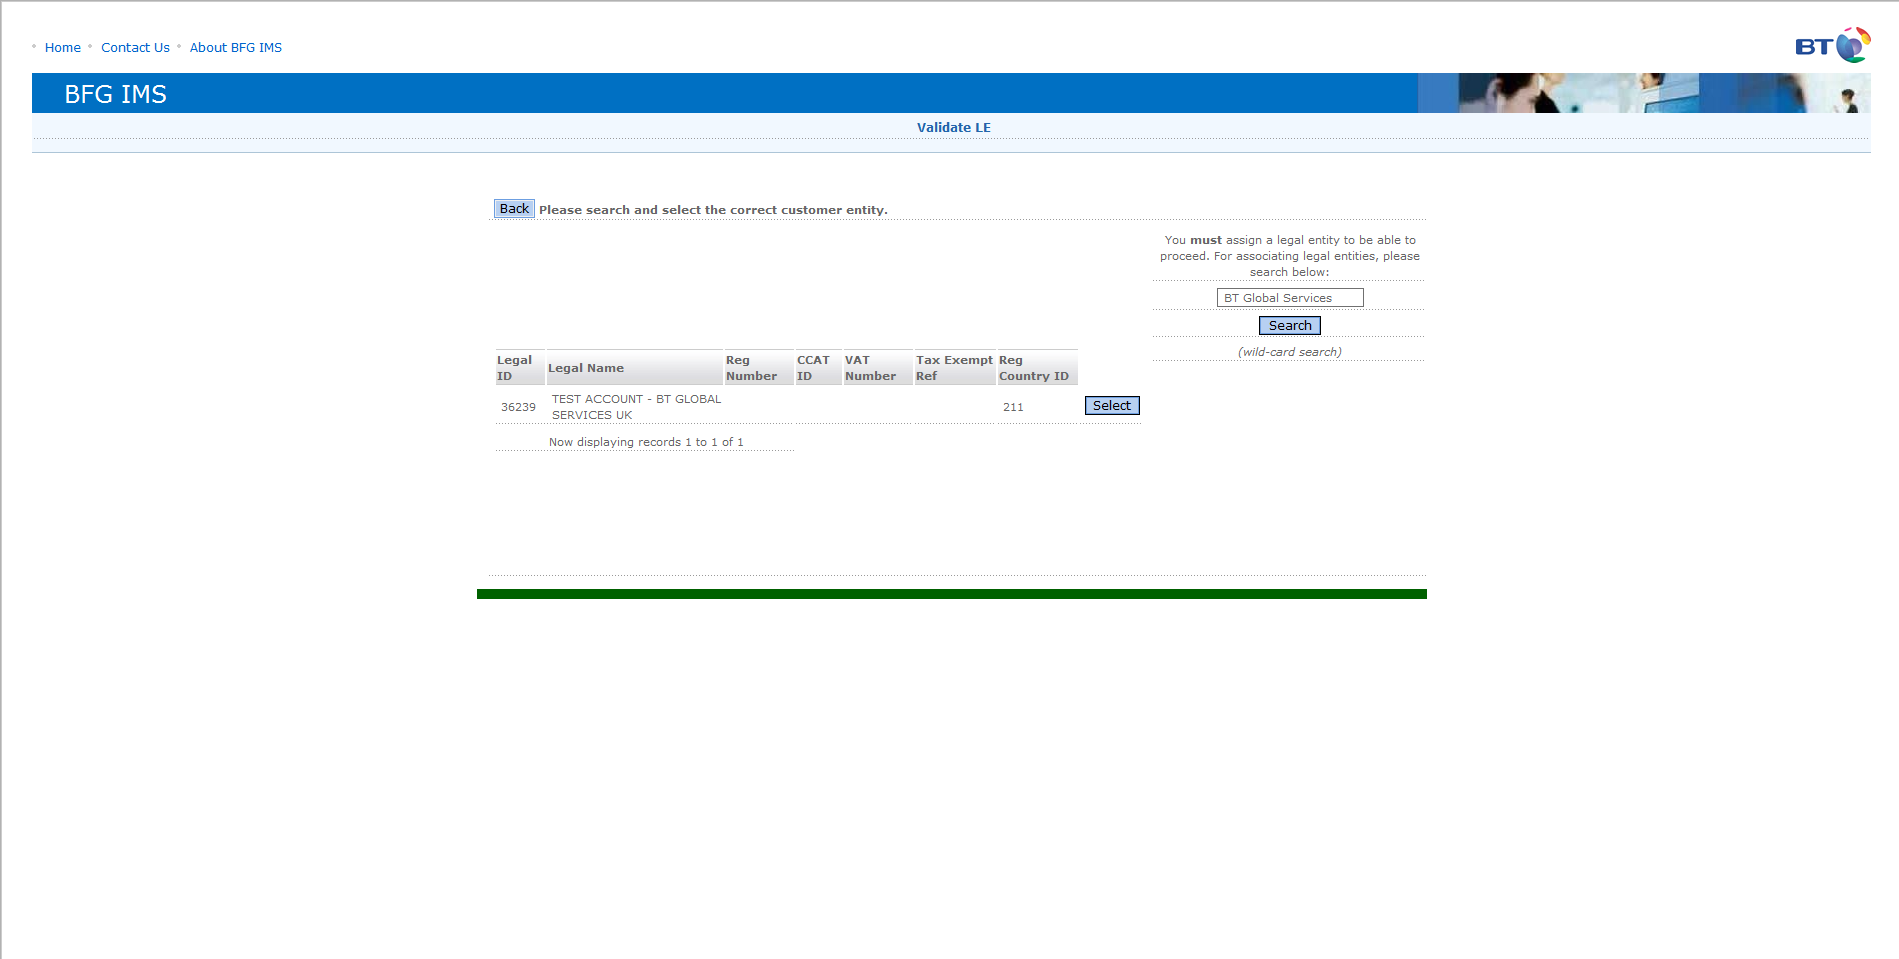 Home Contact Us About BFG IMS
BT
BFG IMS
Validate LE
Back Please search and select the correct customer entity.
You must assign a legal entity to be able to
proceed. For associating legal entities, please
search below:
BT Global Services
Search
(wild-card search)
Legal ID Legal Name Reg Number CCAT ID VAT Number Tax Exempt Ref Reg Country ID
36239 TEST ACCOUNT - BT GLOBAL SERVICES UK 211 Select
Now displaying records 1 to 1 of 1